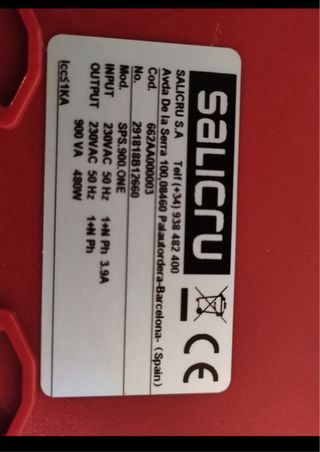 SALICRU
CE
SALICRU S.A Telf (+34) 938 482 400
Avda De la Serra 100,08460 Palautordera-Barcelona- (Spain)
Cod. 662AA000003
No. 291818B12660
Mod. SPS.900.ONE
INPUT 230VAC 50 Hz 1+N Ph 3.9A
OUTPUT 230VAC 50 Hz 1+N Ph
900 VA 480W
Icc≤1KA